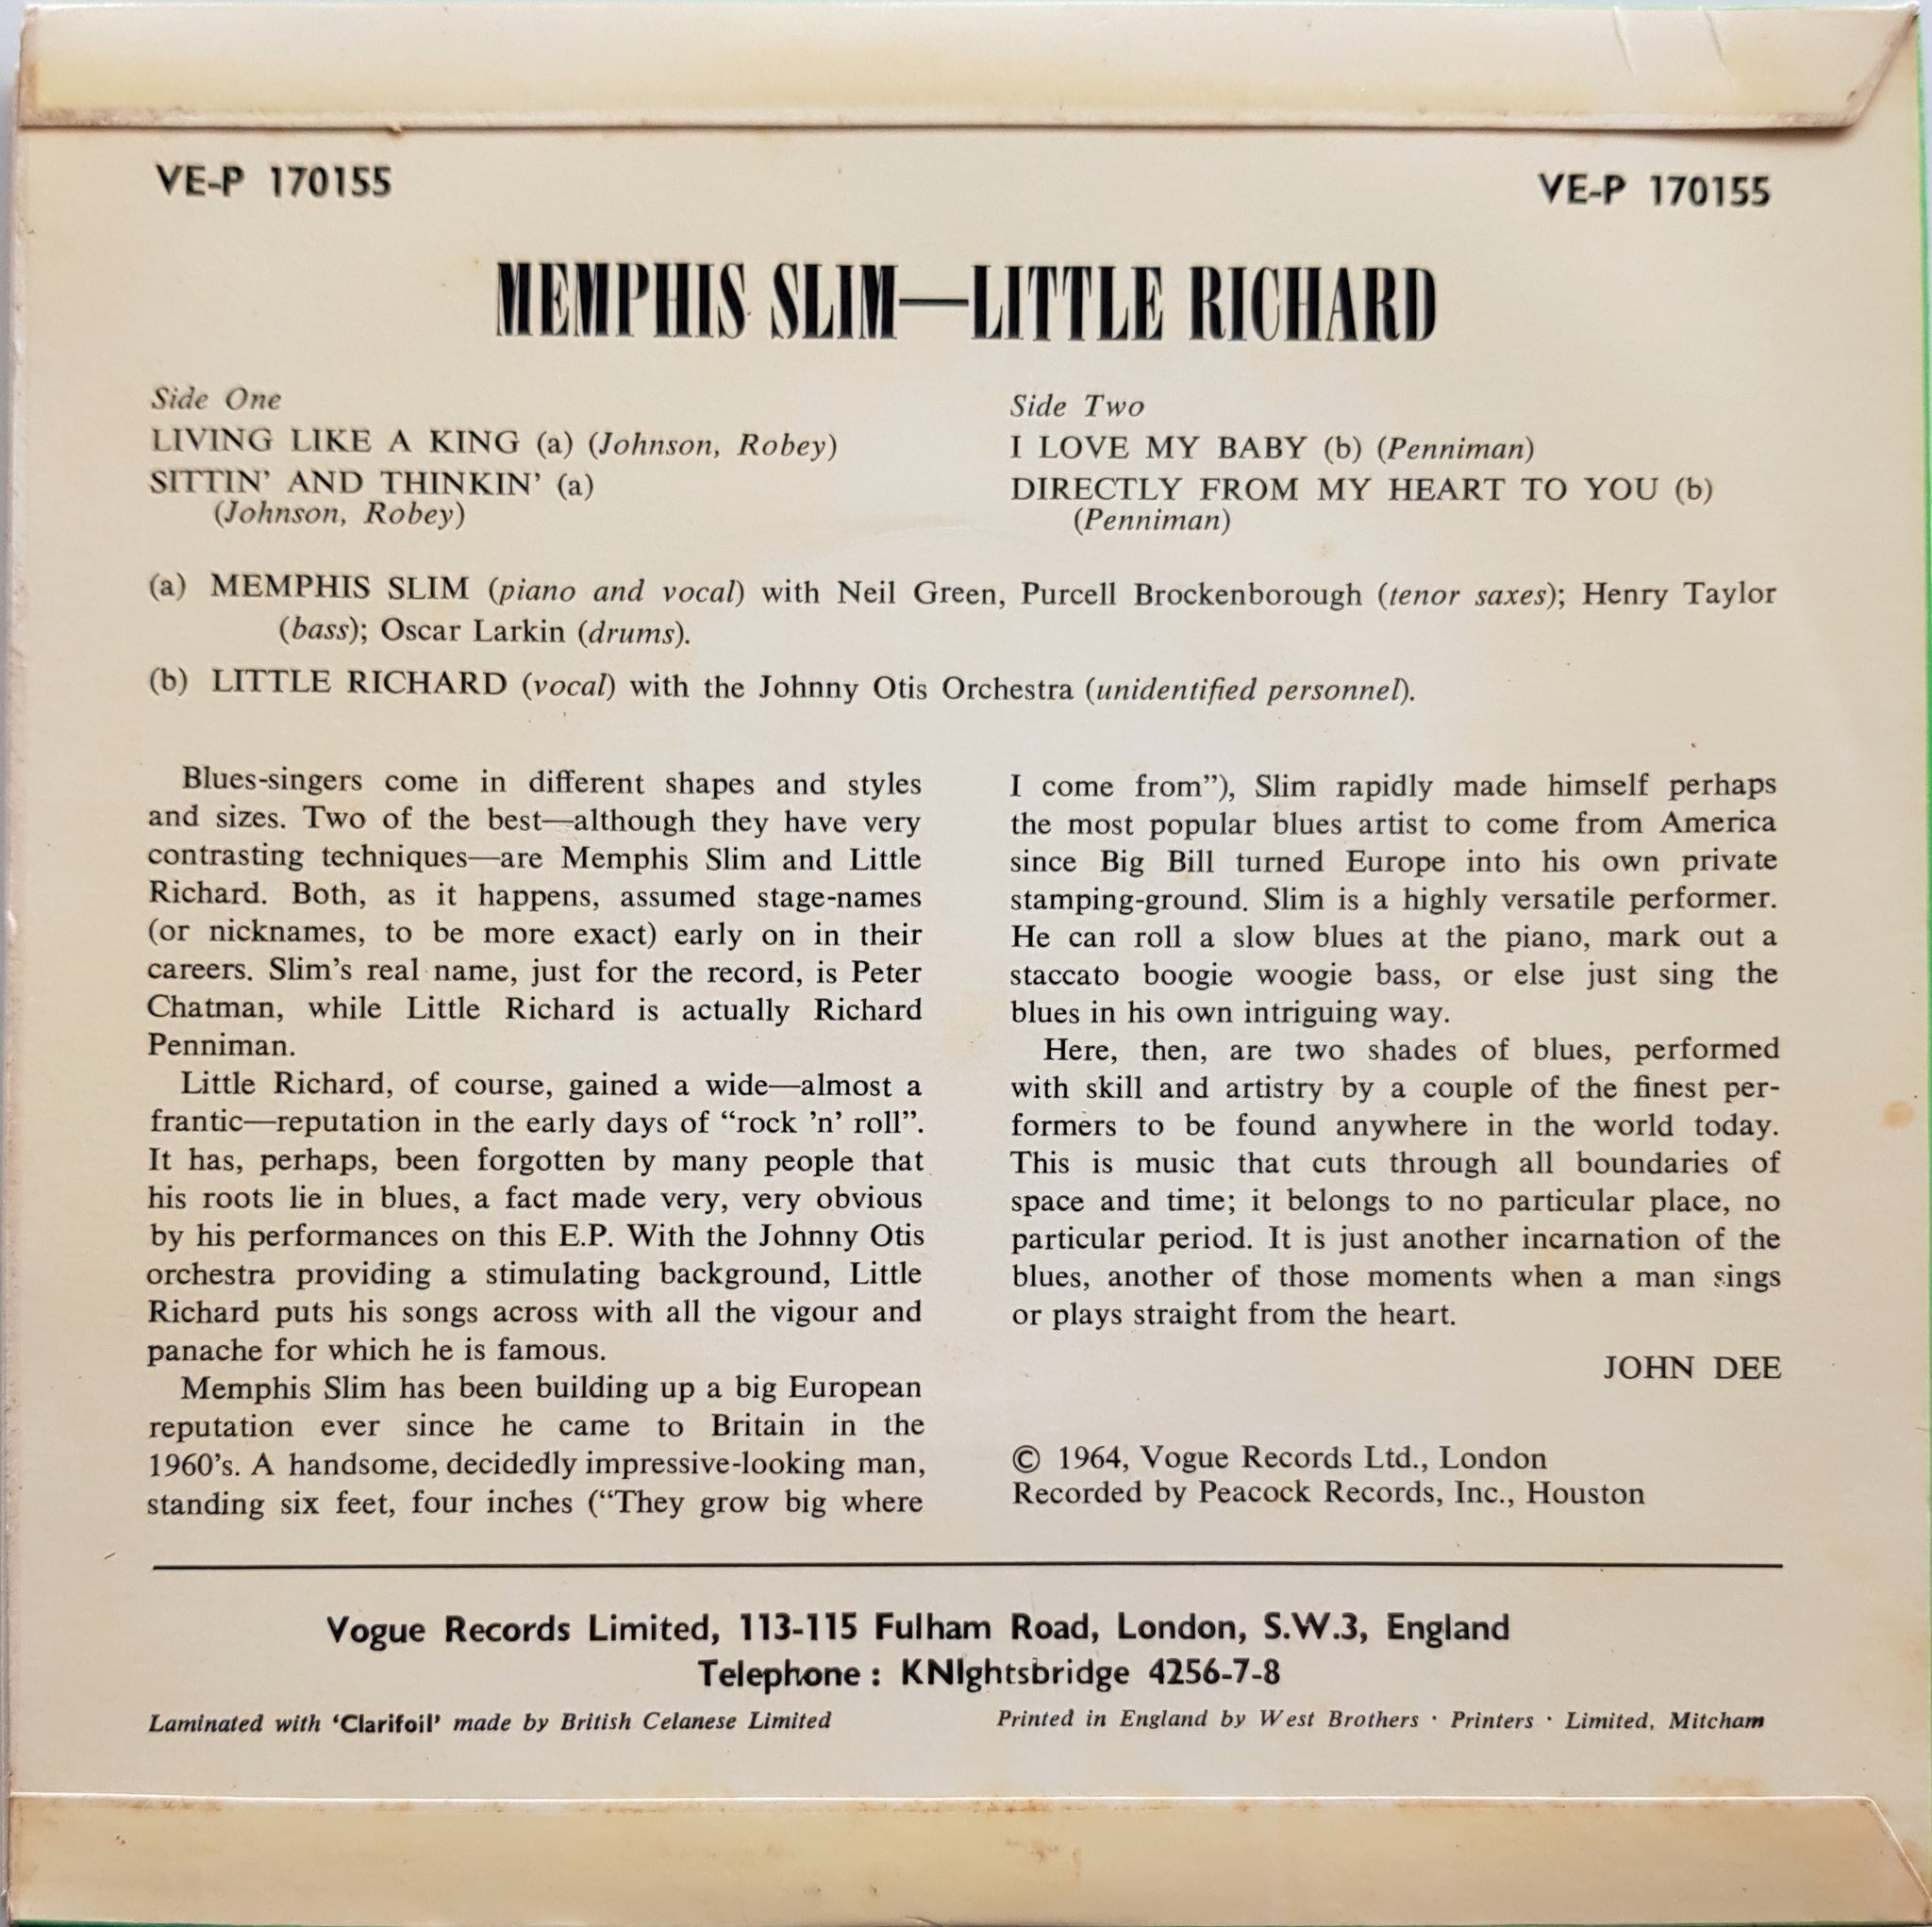 VE-P 170155
VE-P 170155
MEMPHIS SLIM—LITTLE RICHARD
Side One
LIVING LIKE A KING (a) (Johnson, Robey)
SITTIN’ AND THINKIN’ (a)
(Johnson, Robey)
Side Two
I LOVE MY BABY (b) (Penniman)
DIRECTLY FROM MY HEART TO YOU (b)
(Penniman)
(a) MEMPHIS SLIM (piano and vocal) with Neil Green, Purcell Brockenborough (tenor saxes); Henry Taylor
(bass); Oscar Larkin (drums).
(b) LITTLE RICHARD (vocal) with the Johnny Otis Orchestra (unidentified personnel).
Blues-singers come in different shapes and styles
and sizes. Two of the best—although they have very
contrasting techniques—are Memphis Slim and Little
Richard. Both, as it happens, assumed stage-names
(or nicknames, to be more exact) early on in their
careers. Slim’s real name, just for the record, is Peter
Chatman, while Little Richard is actually Richard
Penniman.
Little Richard, of course, gained a wide—almost a
frantic—reputation in the early days of “rock ’n’ roll”.
It has, perhaps, been forgotten by many people that
his roots lie in blues, a fact made very, very obvious
by his performances on this E.P. With the Johnny Otis
orchestra providing a stimulating background, Little
Richard puts his songs across with all the vigour and
panache for which he is famous.
Memphis Slim has been building up a big European
reputation ever since he came to Britain in the
1960’s. A handsome, decidedly impressive-looking man,
standing six feet, four inches (“They grow big where
I come from”), Slim rapidly made himself perhaps
the most popular blues artist to come from America
since Big Bill turned Europe into his own private
stamping-ground. Slim is a highly versatile performer.
He can roll a slow blues at the piano, mark out a
staccato boogie woogie bass, or else just sing the
blues in his own intriguing way.
Here, then, are two shades of blues, performed
with skill and artistry by a couple of the finest per-
formers to be found anywhere in the world today.
This is music that cuts through all boundaries of
space and time; it belongs to no particular place, no
particular period. It is just another incarnation of the
blues, another of those moments when a man sings
or plays straight from the heart.
JOHN DEE
© 1964, Vogue Records Ltd., London
Recorded by Peacock Records, Inc., Houston
Vogue Records Limited, 113-115 Fulham Road, London, S.W.3, England
Telephone : KNIghtsbridge 4256-7-8
Laminated with ‘Clarifoil’ made by British Celanese Limited
Printed in England by West Brothers · Printers · Limited, Mitcham